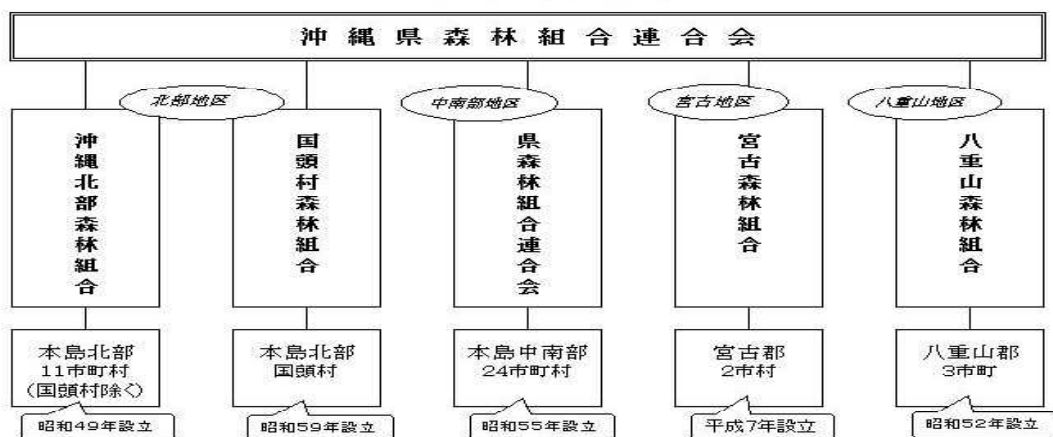 沖縄県森林組合連合会
北部地区
中南部地区
宮古地区
八重山地区
沖縄北部森林組合
国頭村森林組合
県森林組合連合会
宮古森林組合
八重山森林組合
本島北部
11市町村
(国頭村除く)
昭和49年設立
本島北部
国頭村
昭和59年設立
本島中南部
24市町村
昭和55年設立
宮古郡
2市村
平成7年設立
八重山郡
3市町
昭和52年設立